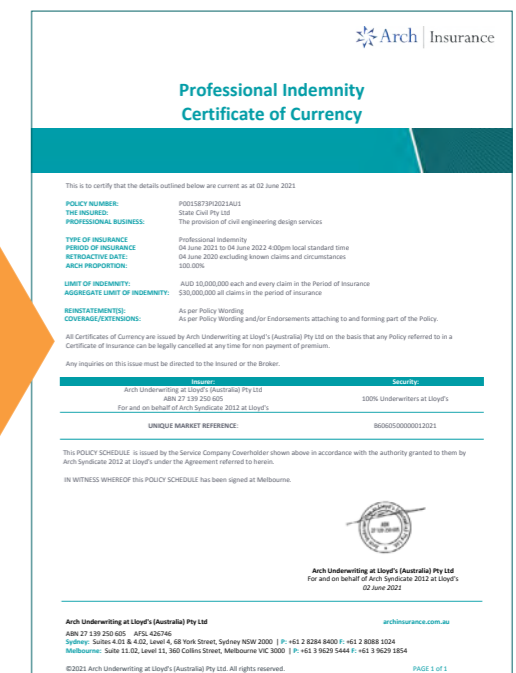 Arch Insurance
Professional Indemnity
Certificate of Currency
This is to certify that the details outlined below are current as at 02 June 2021
POLICY NUMBER: P0015873PI2021AU1
THE INSURED: State Civil Pty Ltd
PROFESSIONAL BUSINESS: The provision of civil engineering design services
TYPE OF INSURANCE Professional Indemnity
PERIOD OF INSURANCE 04 June 2021 to 04 June 2022 4:00pm local standard time
RETROACTIVE DATE: 04 June 2020 excluding known claims and circumstances
ARCH PROPORTION: 100.00%
LIMIT OF INDEMNITY: AUD 10,000,000 each and every claim in the Period of Insurance
AGGREGATE LIMIT OF INDEMNITY: $30,000,000 all claims in the period of insurance
REINSTATEMENT(S): As per Policy Wording
COVERAGE/EXTENSIONS: As per Policy Wording and/or Endorsements attaching to and forming part of the Policy.
All Certificates of Currency are issued by Arch Underwriting at Lloyd's (Australia) Pty Ltd on the basis that any Policy referred to in a
Certificate of Insurance can be legally cancelled at any time for non payment of premium.
Any inquiries on this issue must be directed to the Insured or the Broker.
Insurer: Security:
Arch Underwriting at Lloyd's (Australia) Pty Ltd
ABN 27 139 250 605 100% Underwriters at Lloyd's
For and on behalf of Arch Syndicate 2012 at Lloyd's
UNIQUE MARKET REFERENCE: B6060500000012021
This POLICY SCHEDULE is issued by the Service Company Coverholder shown above in accordance with the authority granted to them by
Arch Syndicate 2012 at Lloyd's under the Agreement referred to herein.
IN WITNESS WHEREOF this POLICY SCHEDULE has been signed at Melbourne.
Arch Underwriting at Lloyd's (Australia) Pty Ltd
For and on behalf of Arch Syndicate 2012 at Lloyd's
02 June 2021
Arch Underwriting at Lloyd's (Australia) Pty Ltd archinsurance.com.au
ABN 27 139 250 605 AFSL 426746
Sydney: Suites 4.01 & 4.02, Level 4, 68 York Street, Sydney NSW 2000 | P: +61 2 8284 8400 F: +61 2 8088 1024
Melbourne: Suite 11.02, Level 11, 360 Collins Street, Melbourne VIC 3000 | P: +61 3 9629 5444 F: +61 3 9629 1854
©2021 Arch Underwriting at Lloyd's (Australia) Pty Ltd. All rights reserved. PAGE 1 of 1